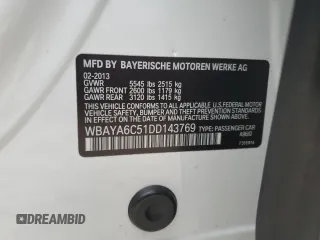 MFD BY BAYERISCHE MOTOREN WERKE AG
02-2013
GVWR 5545 lbs 2515 kg
GAWR FRONT 2600 lbs 1179 kg
GAWR REAR 3120 lbs 1415 kg
THIS VEHICLE CONFORMS TO ALL APPLICABLE U.S. FEDERAL MOTOR
VEHICLE SAFETY, BUMPER, AND THEFT PREVENTION STANDARDS IN
EFFECT ON THE DATE OF MANUFACTURE SHOWN ABOVE.
WBAYA6C51DD143769 TYPE: PASSENGER CAR
DREAMBID